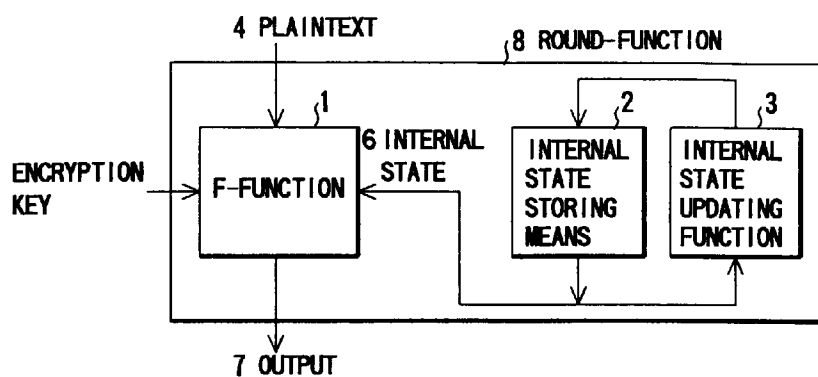 4 PLAINTEXT
8 ROUND-FUNCTION
1
2
3
6 INTERNAL
STATE
ENCRYPTION
KEY
F-FUNCTION
INTERNAL
STATE
STORING
MEANS
INTERNAL
STATE
UPDATING
FUNCTION
7 OUTPUT